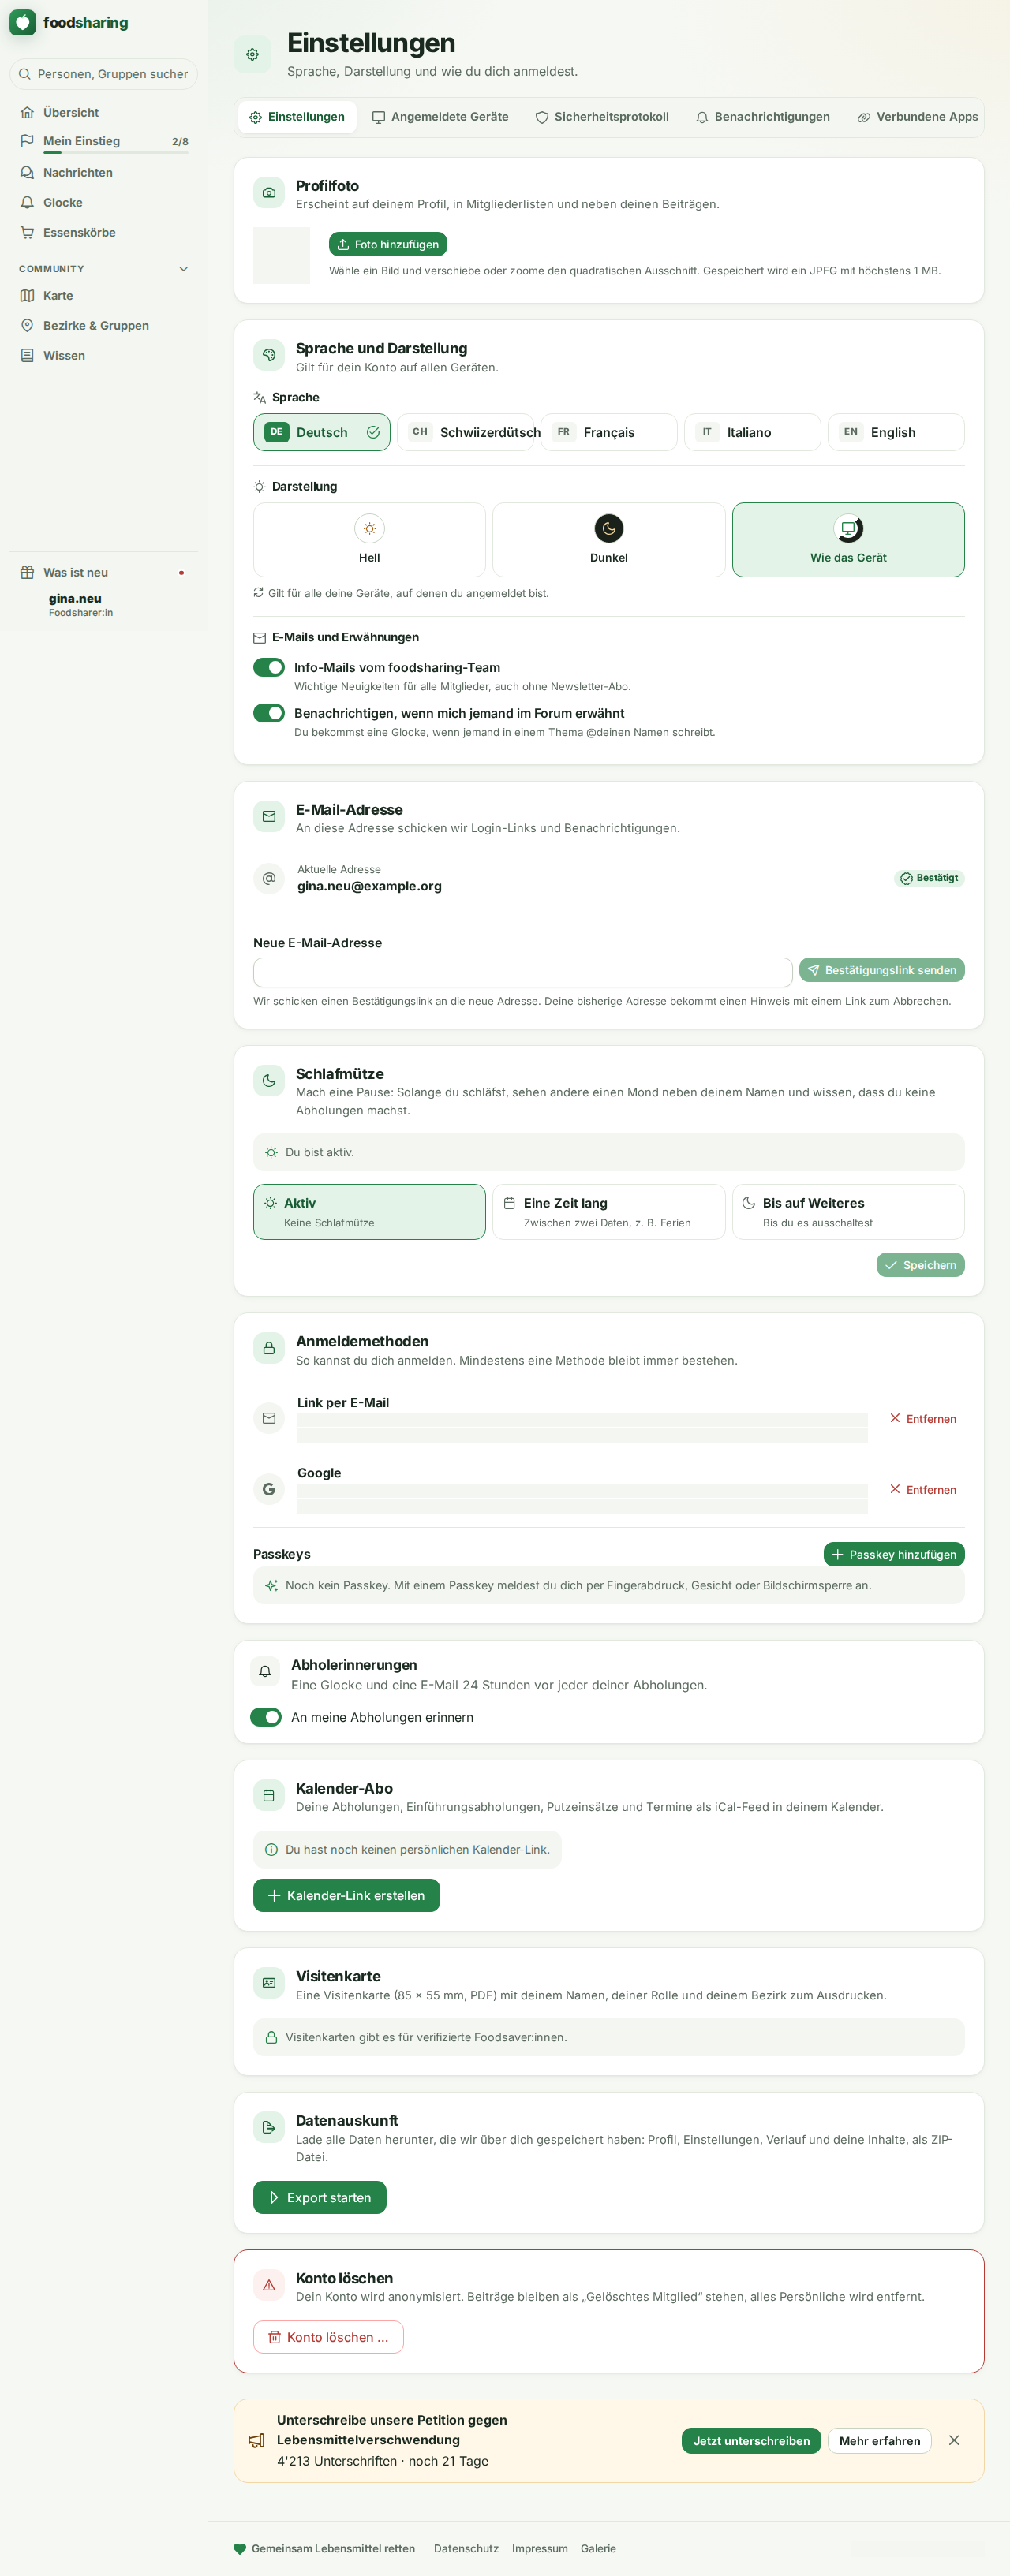 foodsharing
Personen, Gruppen sucher
Übersicht
Mein Einstieg 2/8
Nachrichten
Glocke
Essenskörbe
COMMUNITY
Karte
Bezirke & Gruppen
Wissen
Was ist neu
gina.neu
Foodsharer:in
Einstellungen
Sprache, Darstellung und wie du dich anmeldest.
Einstellungen Angemeldete Geräte Sicherheitsprotokoll Benachrichtigungen Verbundene Apps
Profilfoto
Erscheint auf deinem Profil, in Mitgliederlisten und neben deinen Beiträgen.
Foto hinzufügen
Wähle ein Bild und verschiebe oder zoome den quadratischen Ausschnitt. Gespeichert wird ein JPEG mit höchstens 1 MB.
Sprache und Darstellung
Gilt für dein Konto auf allen Geräten.
Sprache
DE Deutsch CH Schwiizerdütsch FR Français IT Italiano EN English
Darstellung
Hell Dunkel Wie das Gerät
Gilt für alle deine Geräte, auf denen du angemeldet bist.
E-Mails und Erwähnungen
Info-Mails vom foodsharing-Team
Wichtige Neuigkeiten für alle Mitglieder, auch ohne Newsletter-Abo.
Benachrichtigen, wenn mich jemand im Forum erwähnt
Du bekommst eine Glocke, wenn jemand in einem Thema @deinen Namen schreibt.
E-Mail-Adresse
An diese Adresse schicken wir Login-Links und Benachrichtigungen.
Aktuelle Adresse
gina.neu@example.org Bestätigt
Neue E-Mail-Adresse
Bestätigungslink senden
Wir schicken einen Bestätigungslink an die neue Adresse. Deine bisherige Adresse bekommt einen Hinweis mit einem Link zum Abbrechen.
Schlafmütze
Mach eine Pause: Solange du schläfst, sehen andere einen Mond neben deinem Namen und wissen, dass du keine
Abholungen machst.
Du bist aktiv.
Aktiv Eine Zeit lang Bis auf Weiteres
Keine Schlafmütze Zwischen zwei Daten, z. B. Ferien Bis du es ausschaltest
Speichern
Anmeldemethoden
So kannst du dich anmelden. Mindestens eine Methode bleibt immer bestehen.
Link per E-Mail
Entfernen
Google
Entfernen
Passkeys Passkey hinzufügen
Noch kein Passkey. Mit einem Passkey meldest du dich per Fingerabdruck, Gesicht oder Bildschirmsperre an.
Abholerinnerungen
Eine Glocke und eine E-Mail 24 Stunden vor jeder deiner Abholungen.
An meine Abholungen erinnern
Kalender-Abo
Deine Abholungen, Einführungsabholungen, Putzeinsätze und Termine als iCal-Feed in deinem Kalender.
Du hast noch keinen persönlichen Kalender-Link.
Kalender-Link erstellen
Visitenkarte
Eine Visitenkarte (85 × 55 mm, PDF) mit deinem Namen, deiner Rolle und deinem Bezirk zum Ausdrucken.
Visitenkarten gibt es für verifizierte Foodsaver:innen.
Datenauskunft
Lade alle Daten herunter, die wir über dich gespeichert haben: Profil, Einstellungen, Verlauf und deine Inhalte, als ZIP-
Datei.
Export starten
Konto löschen
Dein Konto wird anonymisiert. Beiträge bleiben als „Gelöschtes Mitglied“ stehen, alles Persönliche wird entfernt.
Konto löschen …
Unterschreibe unsere Petition gegen
Lebensmittelverschwendung
4'213 Unterschriften · noch 21 Tage
Jetzt unterschreiben Mehr erfahren
Gemeinsam Lebensmittel retten Datenschutz Impressum Galerie